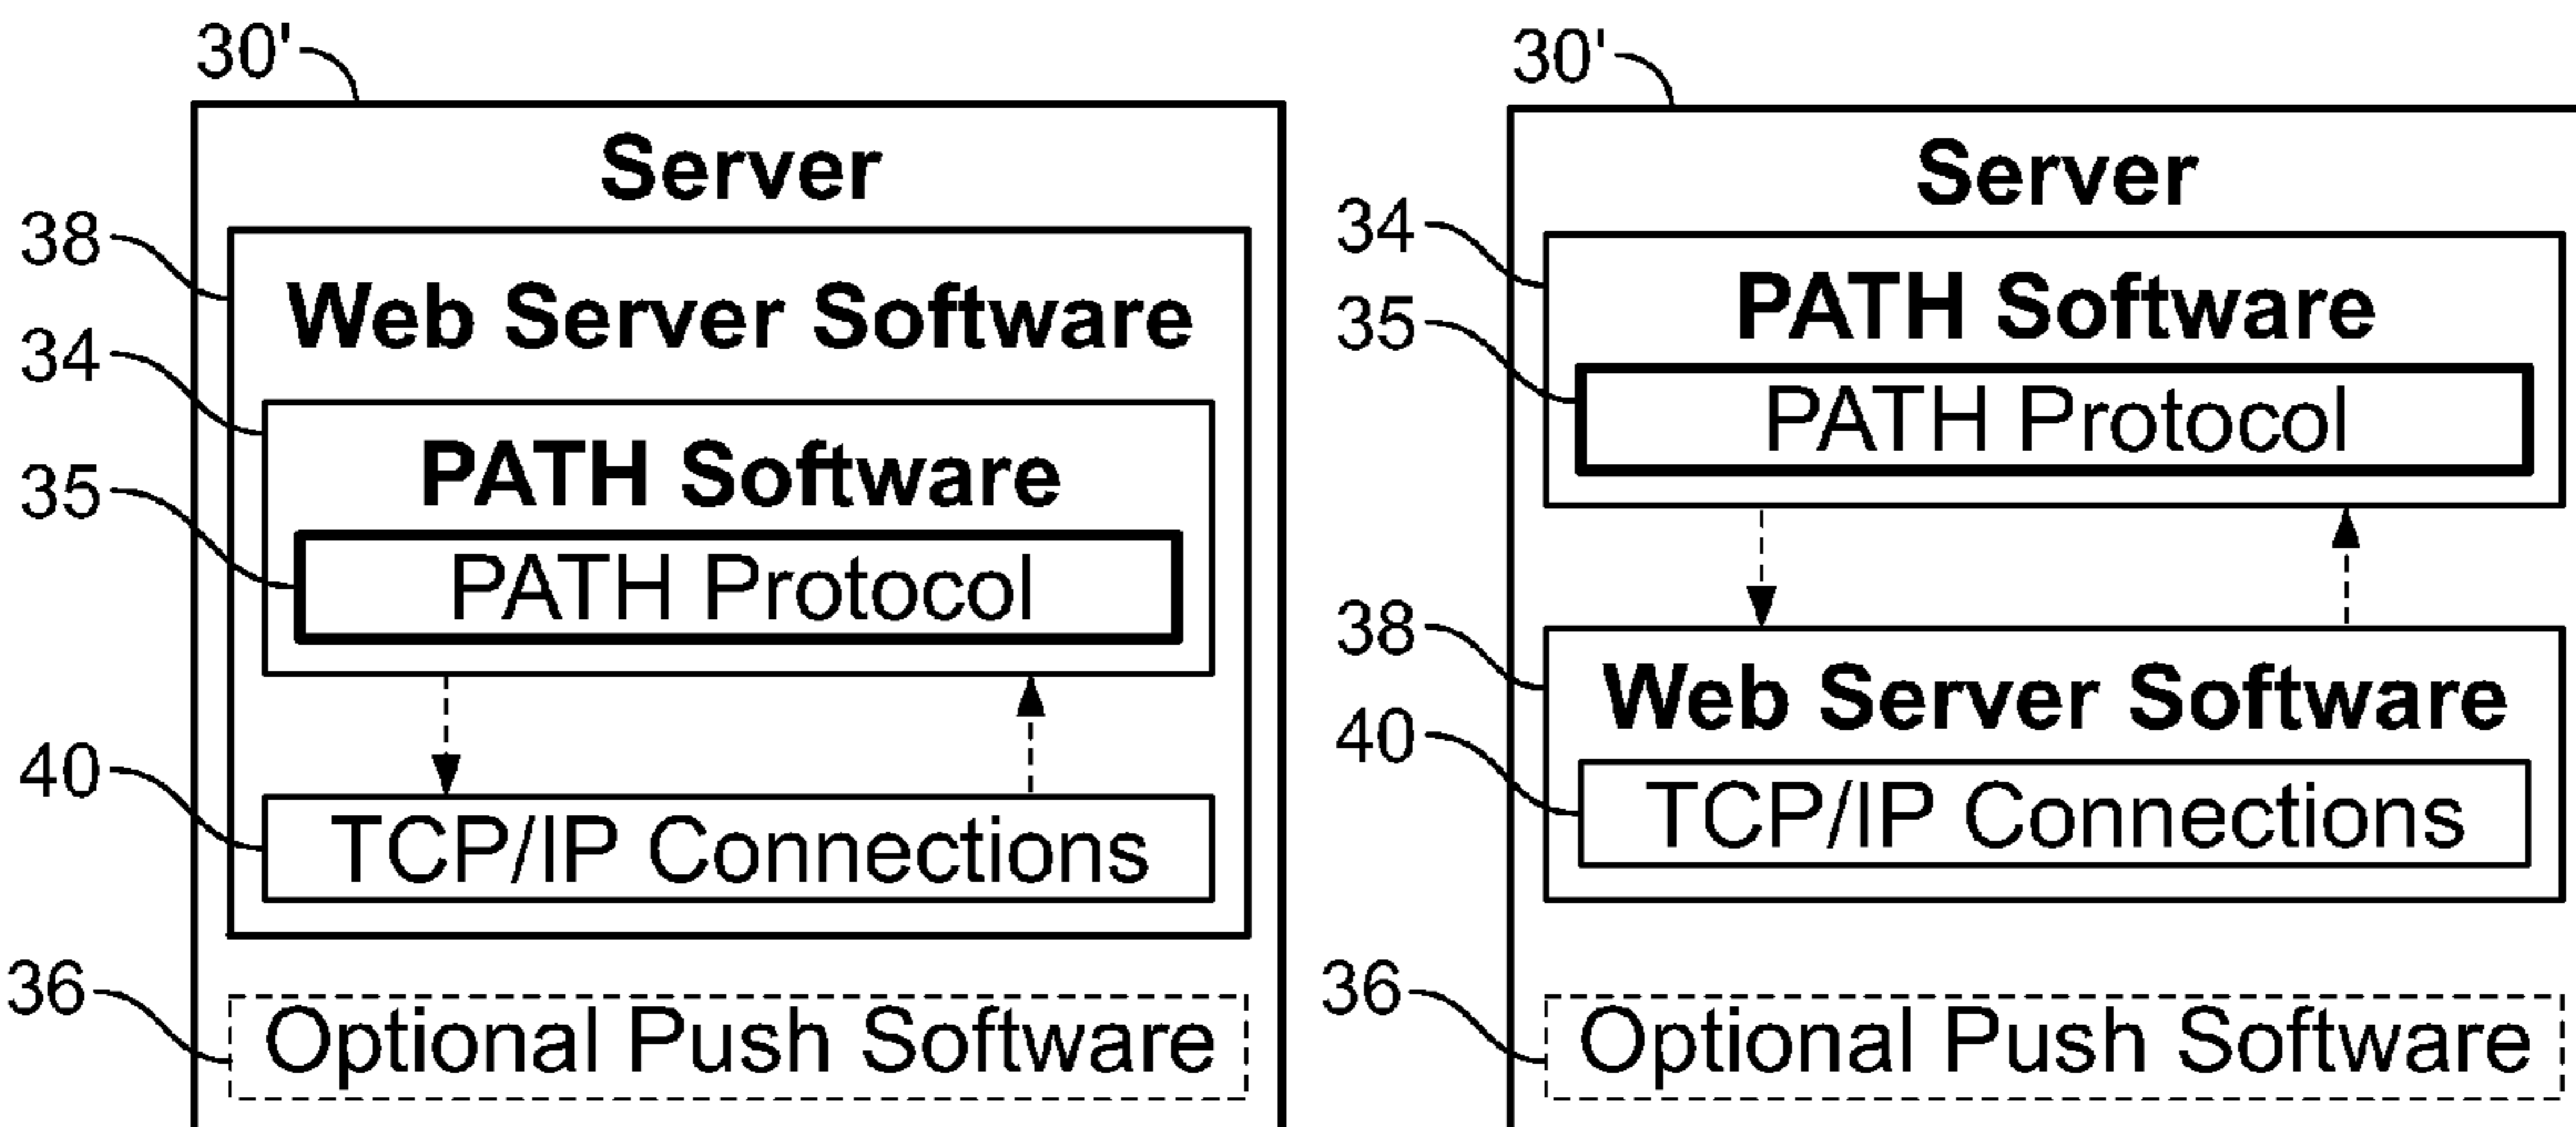 30'
Server
38
Web Server Software
34
PATH Software
35
PATH Protocol
40
TCP/IP Connections
36
Optional Push Software
30'
Server
34
PATH Software
35
PATH Protocol
38
Web Server Software
40
TCP/IP Connections
36
Optional Push Software